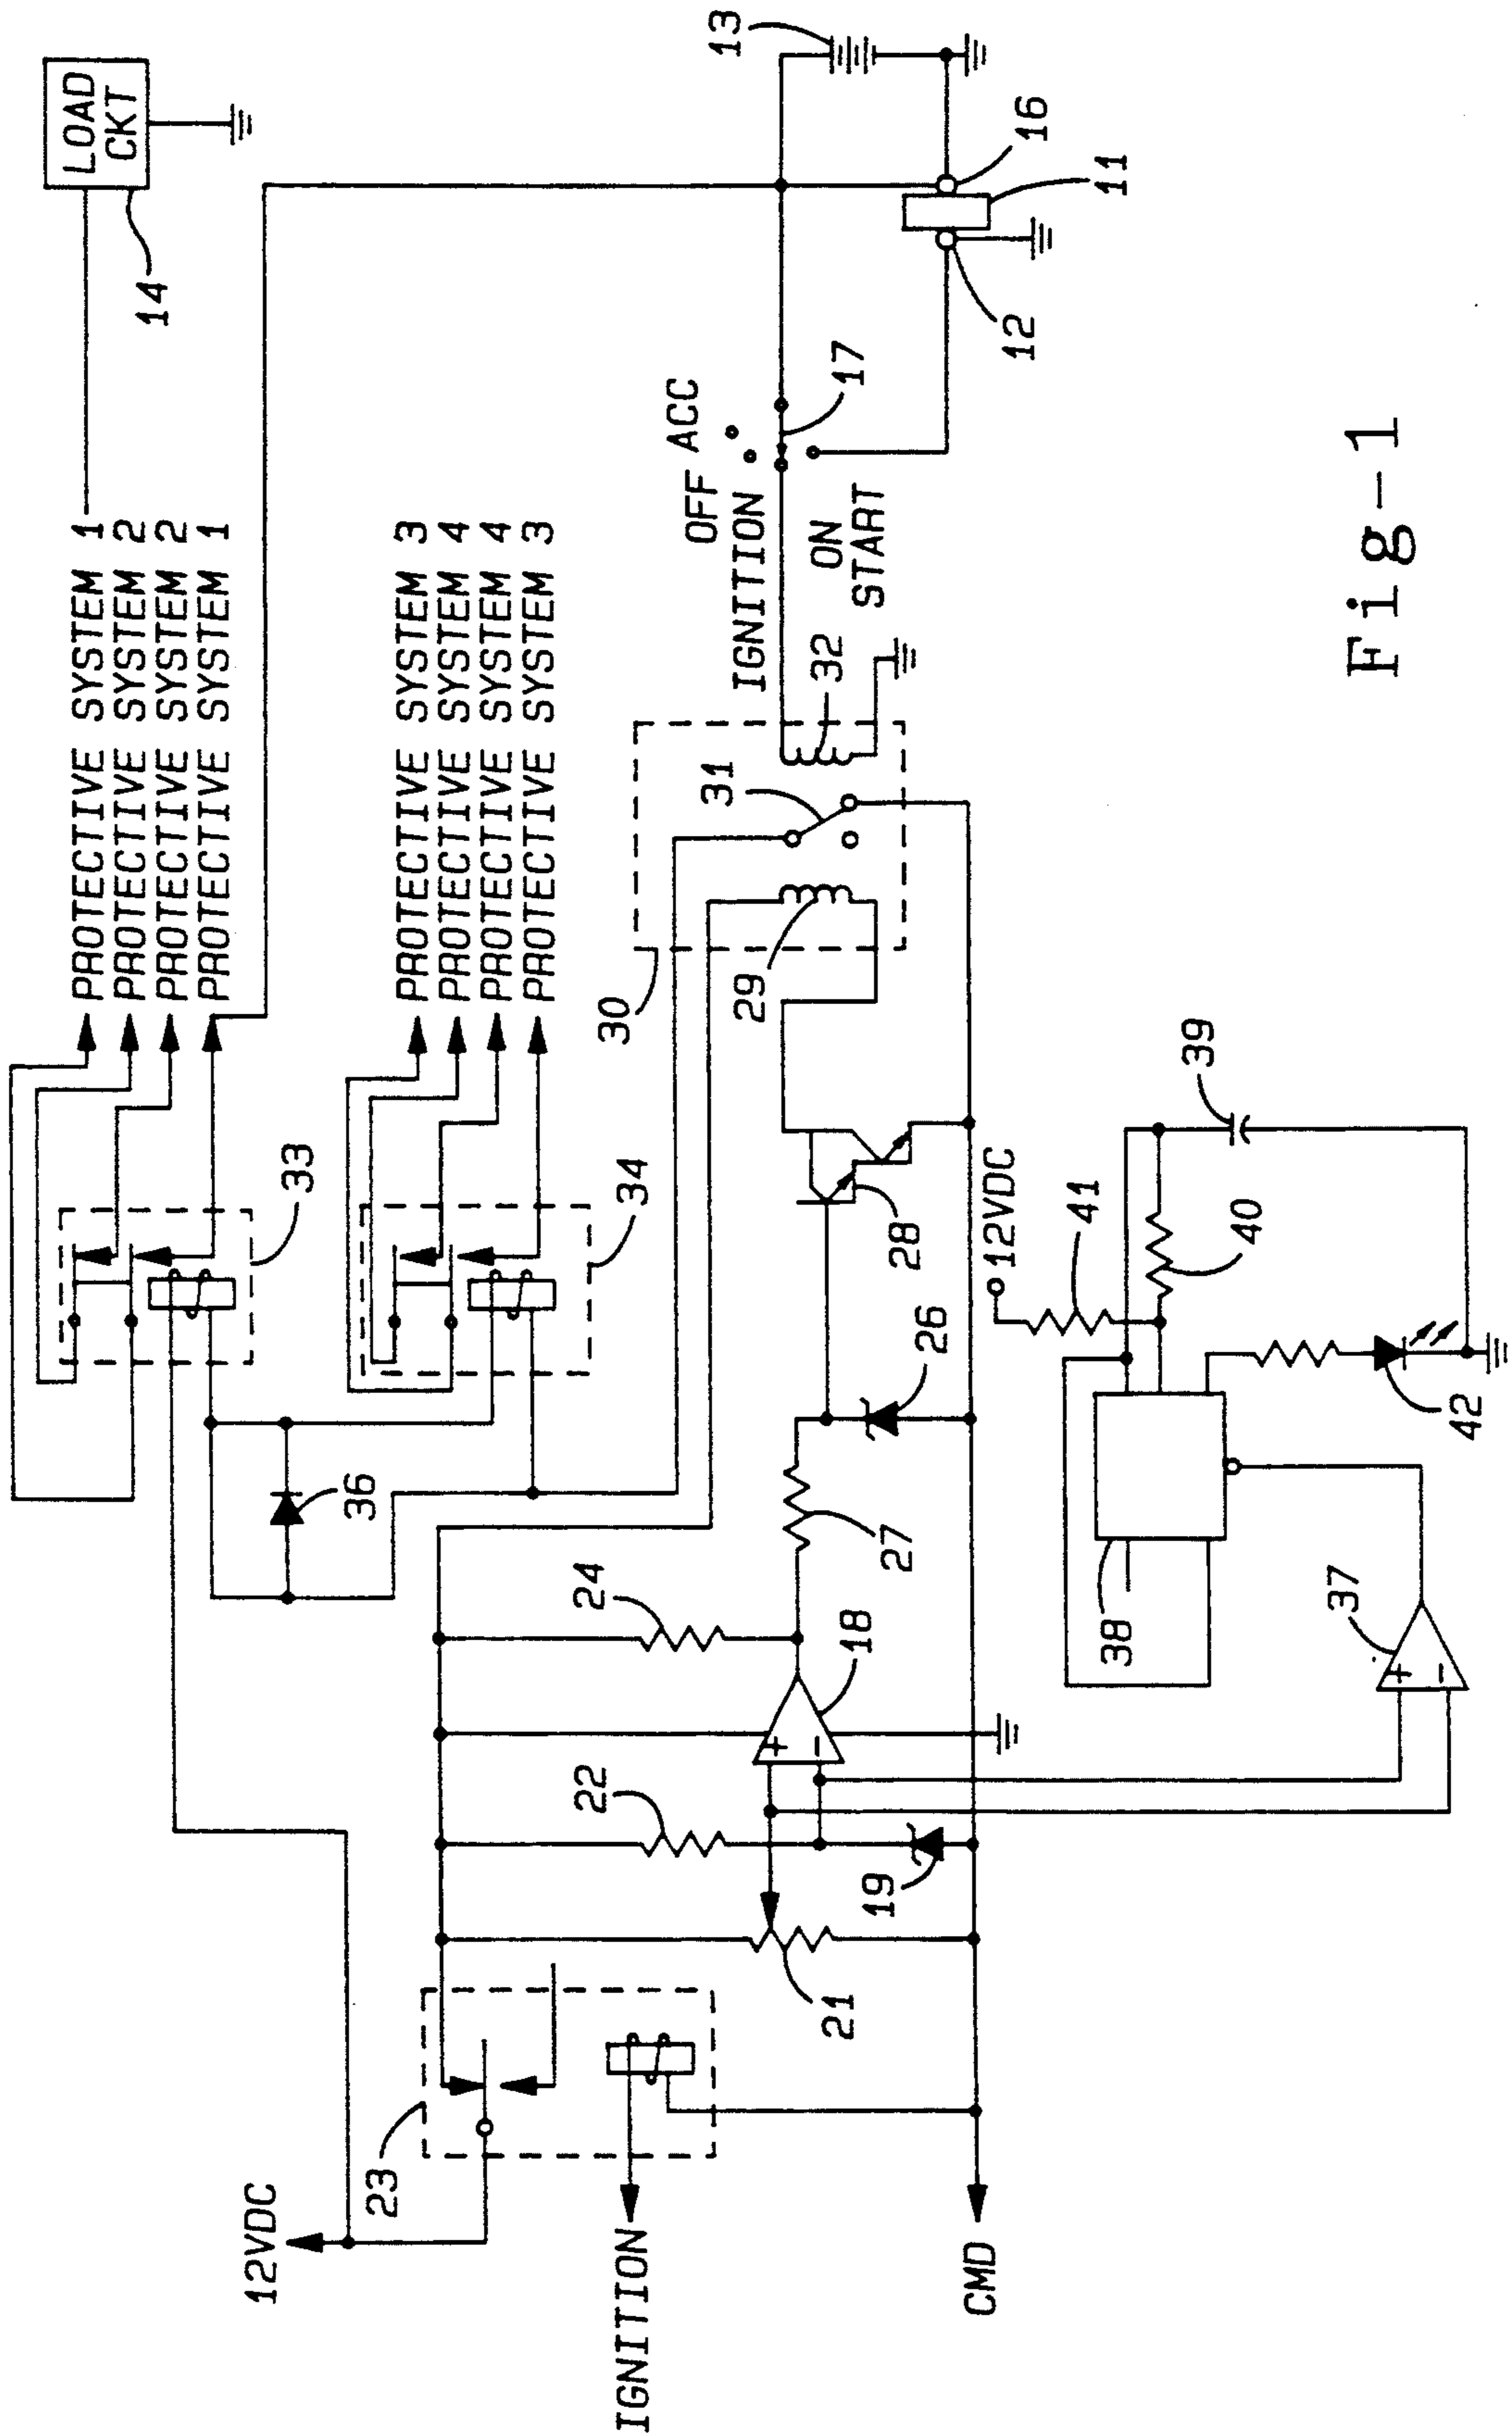 LOAD
CKT
14
PROTECTIVE SYSTEM 1
PROTECTIVE SYSTEM 2
PROTECTIVE SYSTEM 2
PROTECTIVE SYSTEM 1
33
PROTECTIVE SYSTEM 3
PROTECTIVE SYSTEM 4
PROTECTIVE SYSTEM 4
PROTECTIVE SYSTEM 3
34
36
12VDC
23
IGNITION
CMD
21
22
19
+
-
18
24
27
26
28
30
29
31
32
OFF
ACC
IGNITION
ON
START
17
13
16
11
12
12VDC
41
40
39
42
38
37
+
-
Fig-1